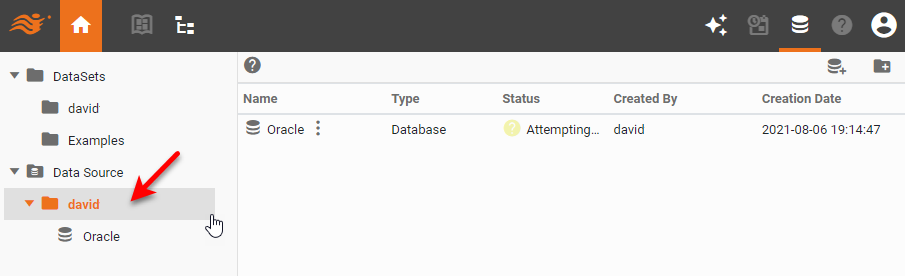 DataSets
david
Examples
Data Source
david
Oracle
Name Type Status Created By Creation Date
Oracle Database Attempting... david 2021-08-06 19:14:47